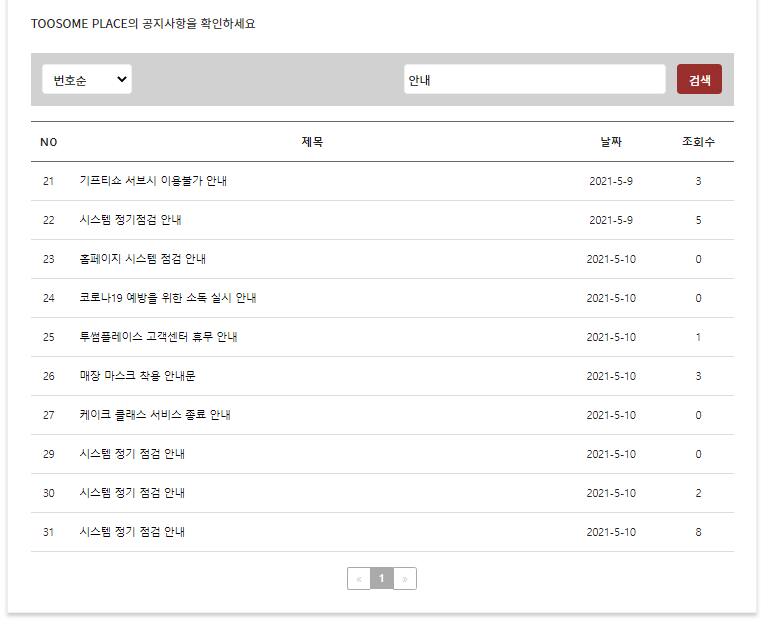 TOOSOME PLACE의 공지사항을 확인하세요
번호순 안내 검색
NO 제목 날짜 조회수
21 기프티쇼 서브시 이용불가 안내 2021-5-9 3
22 시스템 정기점검 안내 2021-5-9 5
23 홈페이지 시스템 점검 안내 2021-5-10 0
24 코로나19 예방을 위한 소독 실시 안내 2021-5-10 0
25 투썸플레이스 고객센터 휴무 안내 2021-5-10 1
26 매장 마스크 착용 안내문 2021-5-10 3
27 케이크 클래스 서비스 종료 안내 2021-5-10 0
29 시스템 정기 점검 안내 2021-5-10 0
30 시스템 정기 점검 안내 2021-5-10 2
31 시스템 정기 점검 안내 2021-5-10 8
« 1 »